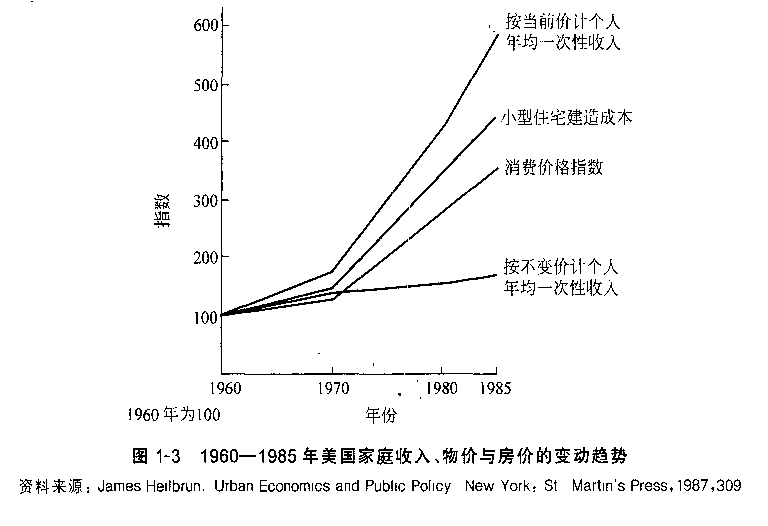 600
按当前价计个人
年均一次性收入
500
小型住宅建造成本
400
消费价格指数
指数
300
按不变价计个人
年均一次性收入
200
100
1960
1970
1980
1985
1960年为100
年份
图 1-3 1960—1985年美国家庭收入、物价与房价的变动趋势
资料来源：James Heilbrun. Urban Economics and Public Policy New York: St Martin's Press, 1987, 309